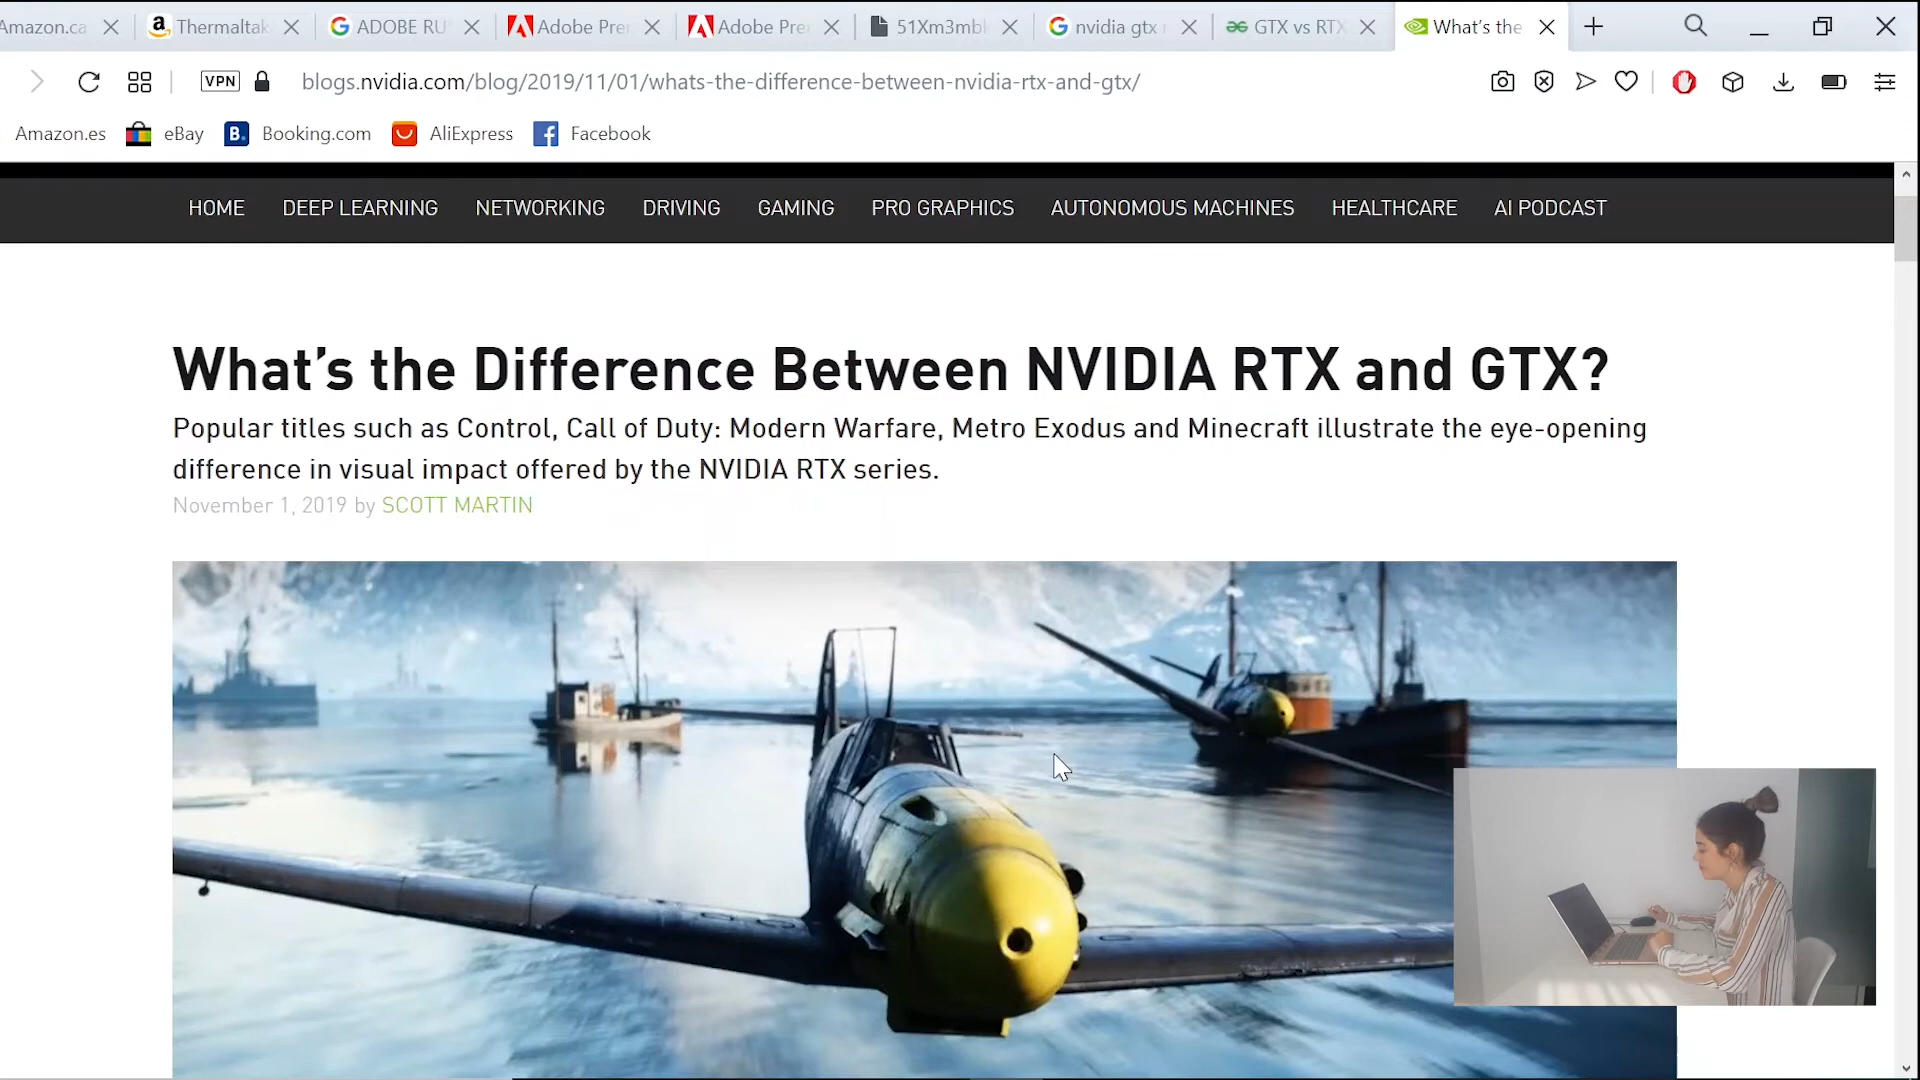 Amazon.ca
Thermaltak
ADOBE RU
Adobe Prer
Adobe Pre
51Xm3mbk
nvidia gtx
GTX vs RTX
What's the
VPN
blogs.nvidia.com/blog/2019/11/01/whats-the-difference-between-nvidia-rtx-and-gtx/
Amazon.es
eBay
B.
Booking.com
AliExpress
Facebook
HOME
DEEP LEARNING
NETWORKING
DRIVING
GAMING
PRO GRAPHICS
AUTONOMOUS MACHINES
HEALTHCARE
AI PODCAST
What’s the Difference Between NVIDIA RTX and GTX?
Popular titles such as Control, Call of Duty: Modern Warfare, Metro Exodus and Minecraft illustrate the eye-opening
difference in visual impact offered by the NVIDIA RTX series.
November 1, 2019 by SCOTT MARTIN